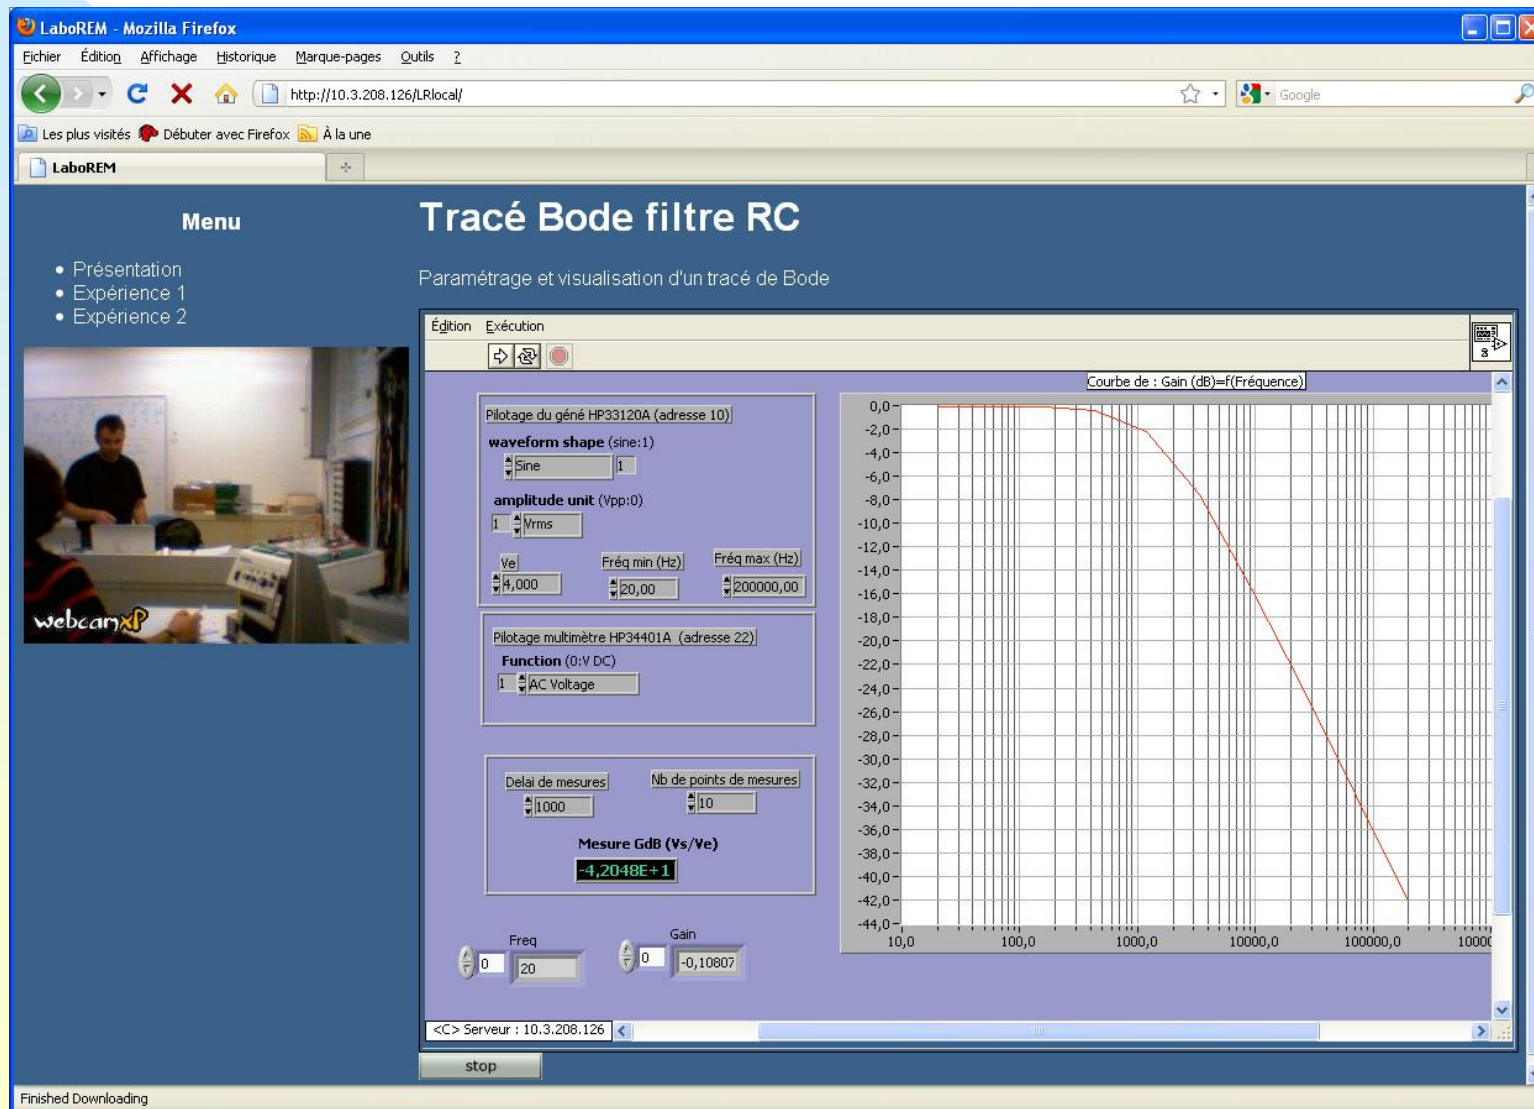 LaboREM - Mozilla Firefox
Fichier Édition Affichage Historique Marque-pages Outils ?
http://10.3.208.126/LRlocal/
Google
Les plus visités Débuter avec Firefox À la une
LaboREM
Menu
Présentation
Expérience 1
Expérience 2
webcamXP
Tracé Bode filtre RC
Paramétrage et visualisation d'un tracé de Bode
Édition Exécution
8
Pilotage du géné HP33120A (adresse 10)
waveform shape (sine:1)
Sine 1
amplitude unit (Vpp:0)
1 Vrms
Ve Fréq min (Hz) Fréq max (Hz)
4,000 20,00 200000,00
Pilotage multimètre HP34401A (adresse 22)
Function (0:V DC)
1 AC Voltage
Delai de mesures Nb de points de mesures
1000 10
Mesure GdB (Vs/Ve)
-4,2048E+1
Freq Gain
0 20 0 -0,10807
Courbe de : Gain (dB)=f(Fréquence)
0,0
-2,0
-4,0
-6,0
-8,0
-10,0
-12,0
-14,0
-16,0
-18,0
-20,0
-22,0
-24,0
-26,0
-28,0
-30,0
-32,0
-34,0
-36,0
-38,0
-40,0
-42,0
-44,0
10,0 100,0 1000,0 10000,0 100000,0 10000
<C> Serveur : 10.3.208.126
stop
Finished Downloading